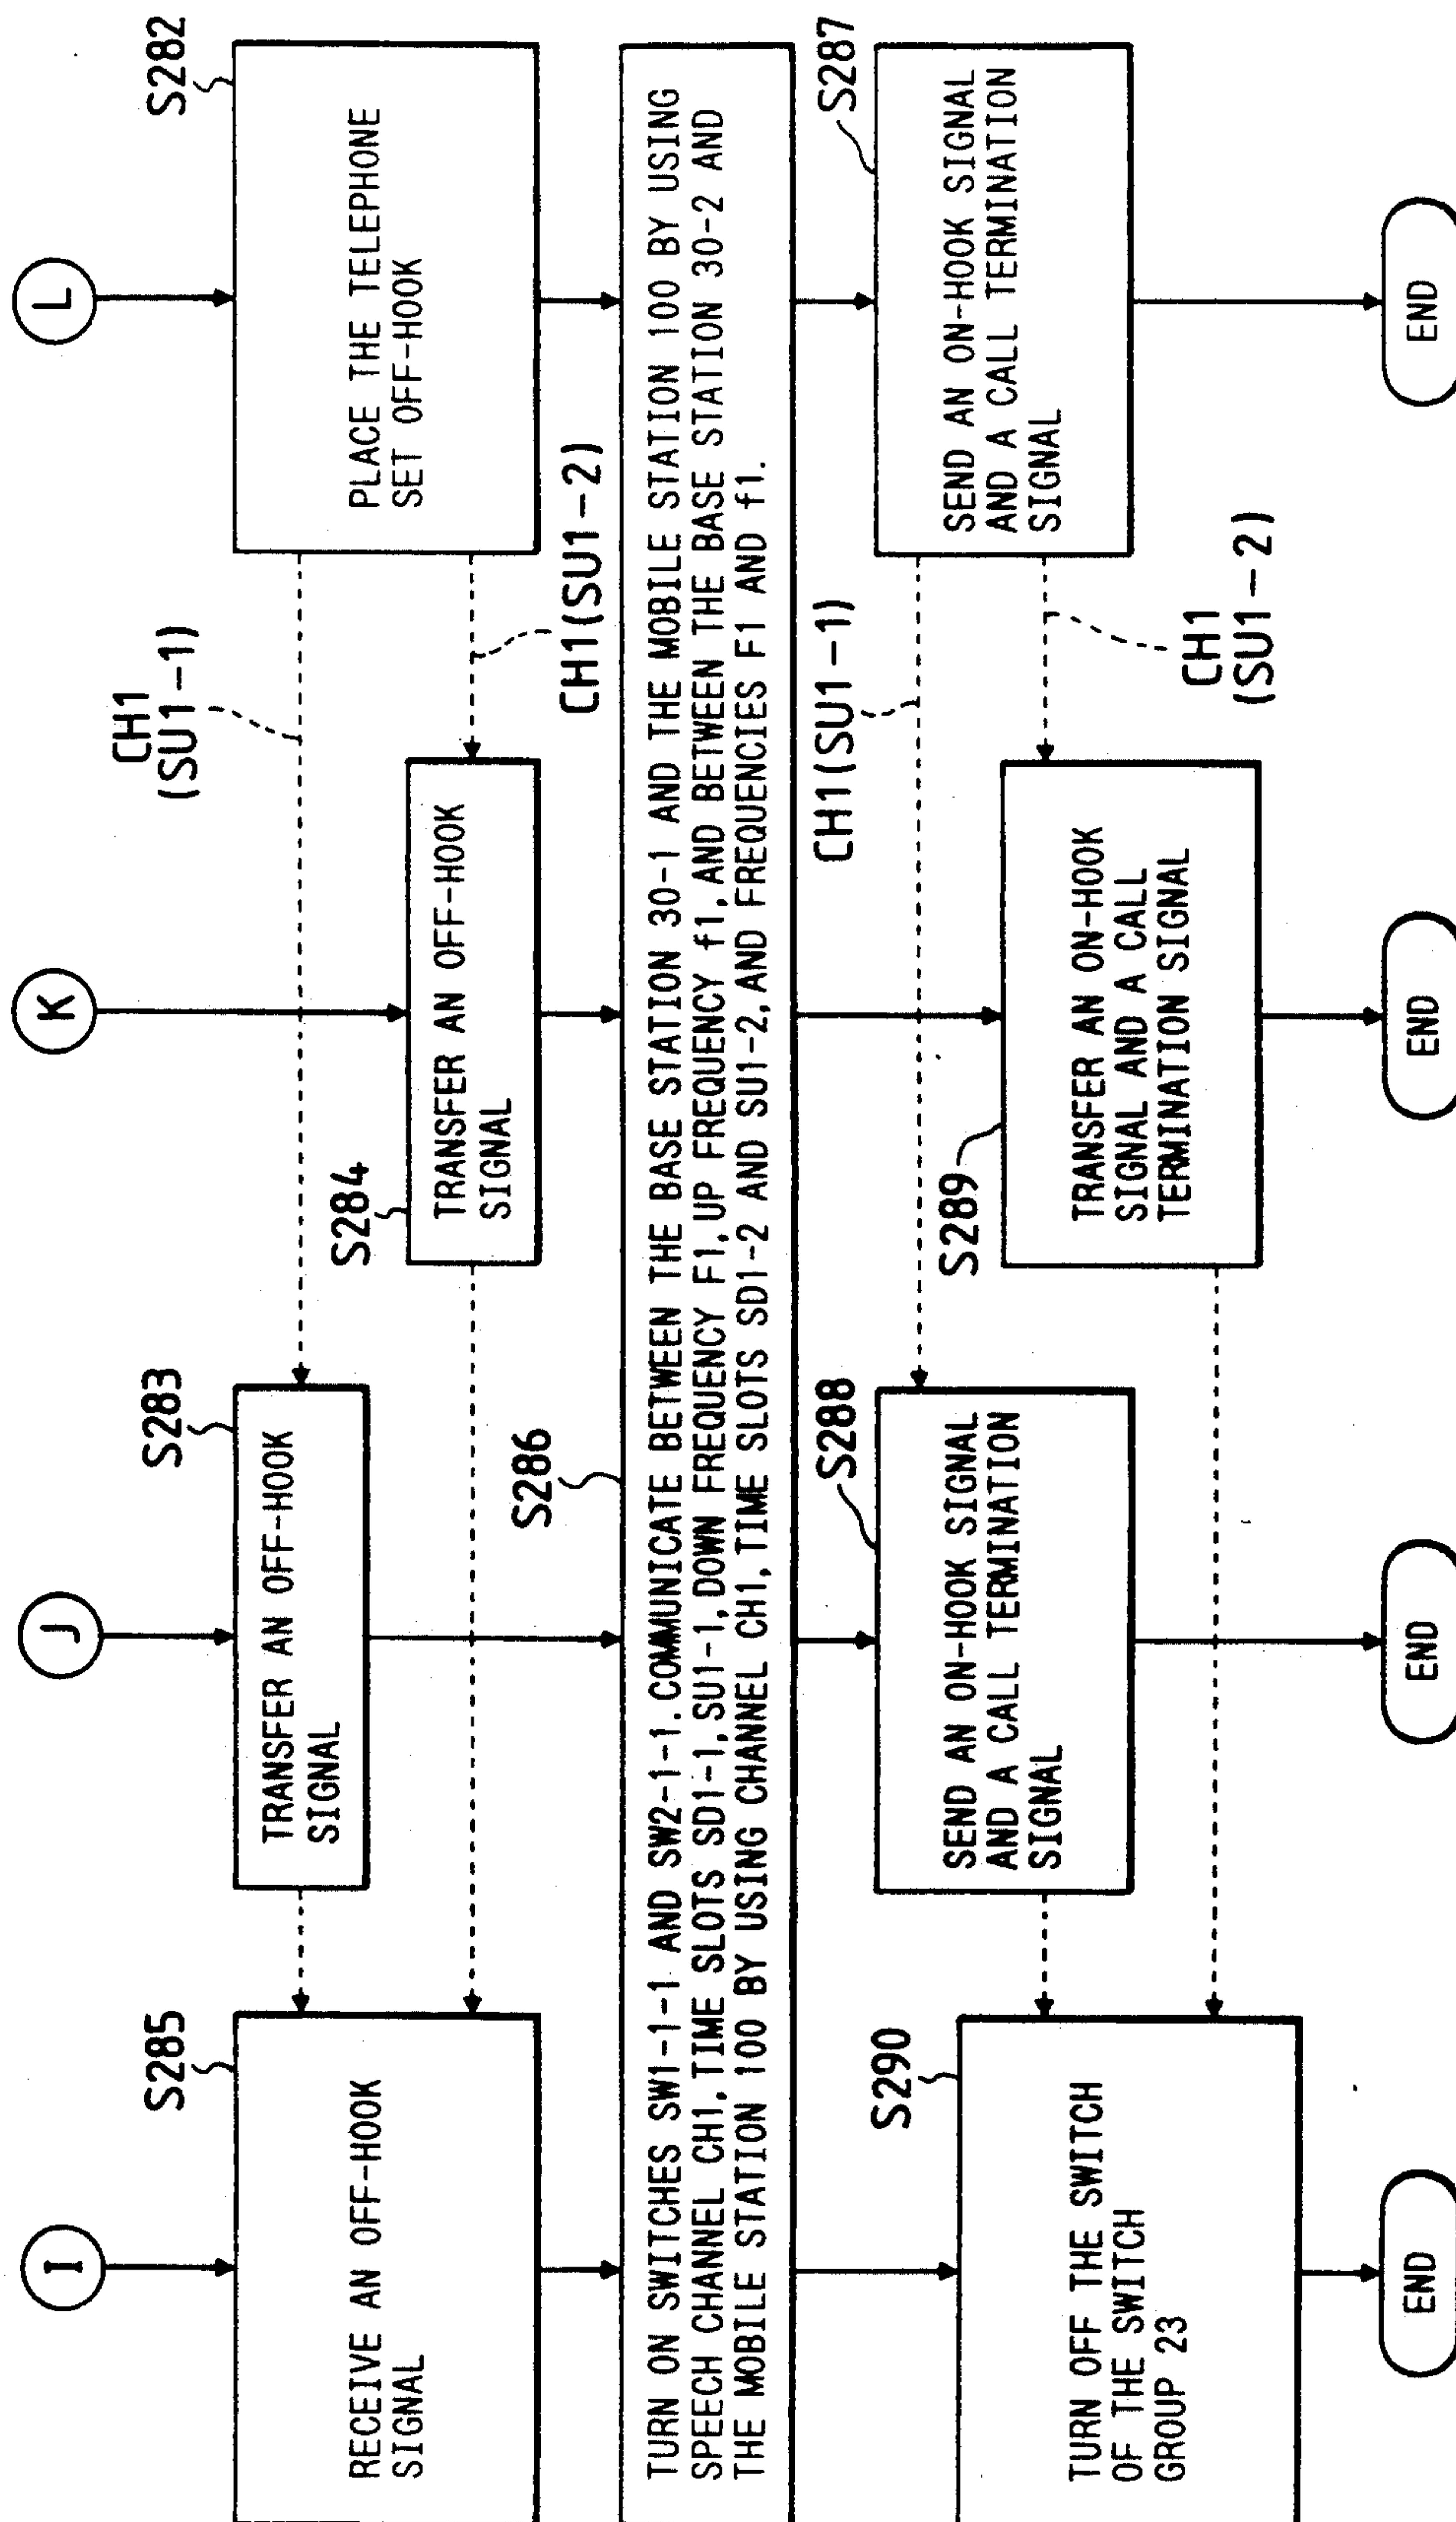 I
J
K
L
S285
RECEIVE AN OFF-HOOK
SIGNAL
S283
TRANSFER AN OFF-HOOK
SIGNAL
CH1
(SU1-1)
S282
PLACE THE TELEPHONE
SET OFF-HOOK
S284
TRANSFER AN OFF-HOOK
SIGNAL
CH1(SU1-2)
S286
TURN ON SWITCHES SW1-1-1 AND SW2-1-1. COMMUNICATE BETWEEN THE BASE STATION 30-1 AND THE MOBILE STATION 100 BY USING
SPEECH CHANNEL CH1, TIME SLOTS SD1-1, SU1-1, DOWN FREQUENCY F1, UP FREQUENCY f1, AND BETWEEN THE BASE STATION 30-2 AND
THE MOBILE STATION 100 BY USING CHANNEL CH1, TIME SLOTS SD1-2 AND SU1-2, AND FREQUENCIES F1 AND f1.
S288
SEND AN ON-HOOK SIGNAL
AND A CALL TERMINATION
SIGNAL
CH1(SU1-1)
S287
SEND AN ON-HOOK SIGNAL
AND A CALL TERMINATION
SIGNAL
S290
TURN OFF THE SWITCH
OF THE SWITCH
GROUP 23
S289
TRANSFER AN ON-HOOK
SIGNAL AND A CALL
TERMINATION SIGNAL
CH1
(SU1-2)
END
END
END
END